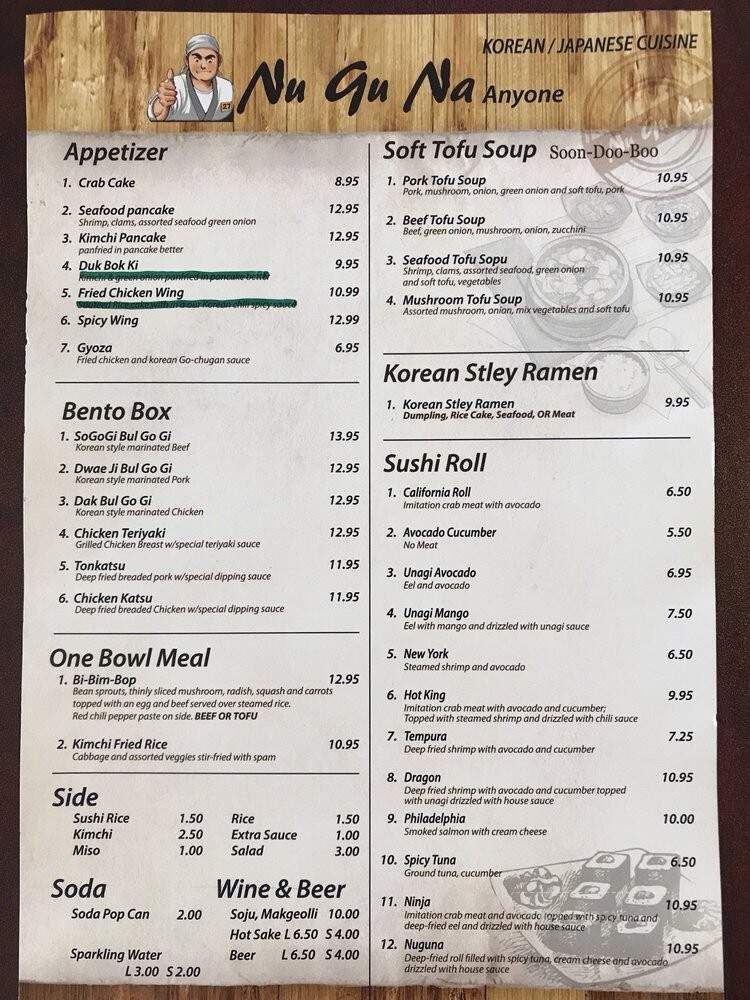 KOREAN / JAPANESE CUISINE
Nu Gu Na Anyone
27
Appetizer
1. Crab Cake 8.95
2. Seafood pancake 12.95
Shrimp, clams, assorted seafood green onion
3. Kimchi Pancake 12.95
panfried in pancake better
4. Duk Bok Ki 9.95
Kimchi & green onion panfried in pancake better
5. Fried Chicken Wing 10.99
sauteed Rice cake with in a our Korean chili spicy sauce
6. Spicy Wing 12.99
7. Gyoza 6.95
Fried chicken and korean Go-chugan sauce
Bento Box
1. SoGoGi Bul Go Gi 13.95
Korean style marinated Beef
2. Dwae Ji Bul Go Gi 12.95
Korean style marinated Pork
3. Dak Bul Go Gi 12.95
Korean style marinated Chicken
4. Chicken Teriyaki 12.95
Grilled Chicken Breast w/special teriyaki sauce
5. Tonkatsu 11.95
Deep fried breaded pork w/special dipping sauce
6. Chicken Katsu 11.95
Deep fried breaded Chicken w/special dipping sauce
One Bowl Meal
1. Bi-Bim-Bop 12.95
Bean sprouts, thinly sliced mushroom, radish, squash and carrots
topped with an egg and beef served over steamed rice.
Red chili pepper paste on side. BEEF OR TOFU
2. Kimchi Fried Rice 10.95
Cabbage and assorted veggies stir-fried with spam
Side
Sushi Rice 1.50 Rice 1.50
Kimchi 2.50 Extra Sauce 1.00
Miso 1.00 Salad 3.00
Soda
Soda Pop Can 2.00
Sparkling Water
L 3.00 S 2.00
Wine & Beer
Soju, Makgeolli 10.00
Hot Sake L 6.50 S 4.00
Beer L 6.50 S 4.00
Soft Tofu Soup Soon-Doo-Boo
1. Pork Tofu Soup 10.95
Pork, mushroom, onion, green onion and soft tofu, pork
2. Beef Tofu Soup 10.95
Beef, green onion, mushroom, onion, zucchini
3. Seafood Tofu Sopu 10.95
Shrimp, clams, assorted seafood, green onion
and soft tofu, vegetables
4. Mushroom Tofu Soup 10.95
Assorted mushroom, onion, mix vegetables and soft tofu
Korean Stley Ramen
1. Korean Stley Ramen 9.95
Dumpling, Rice Cake, Seafood, OR Meat
Sushi Roll
1. California Roll 6.50
Imitation crab meat with avocado
2. Avocado Cucumber 5.50
No Meat
3. Unagi Avocado 6.95
Eel and avocado
4. Unagi Mango 7.50
Eel with mango and drizzled with unagi sauce
5. New York 6.50
Steamed shrimp and avocado
6. Hot King 9.95
Imitation crab meat with avocado and cucumber;
Topped with steamed shrimp and drizzled with chili sauce
7. Tempura 7.25
Deep fried shrimp with avocado and cucumber
8. Dragon 10.95
Deep fried shrimp with avocado and cucumber topped
with unagi drizzled with house sauce
9. Philadelphia 10.00
Smoked salmon with cream cheese
10. Spicy Tuna 6.50
Ground tuna, cucumber
11. Ninja 10.95
Imitation crab meat and avocado topped with spicy tuna and
deep-fried eel and drizzled with house sauce
12. Nuguna 10.95
Deep-fried roll filled with spicy tuna, cream cheese and avocado
drizzled with house sauce